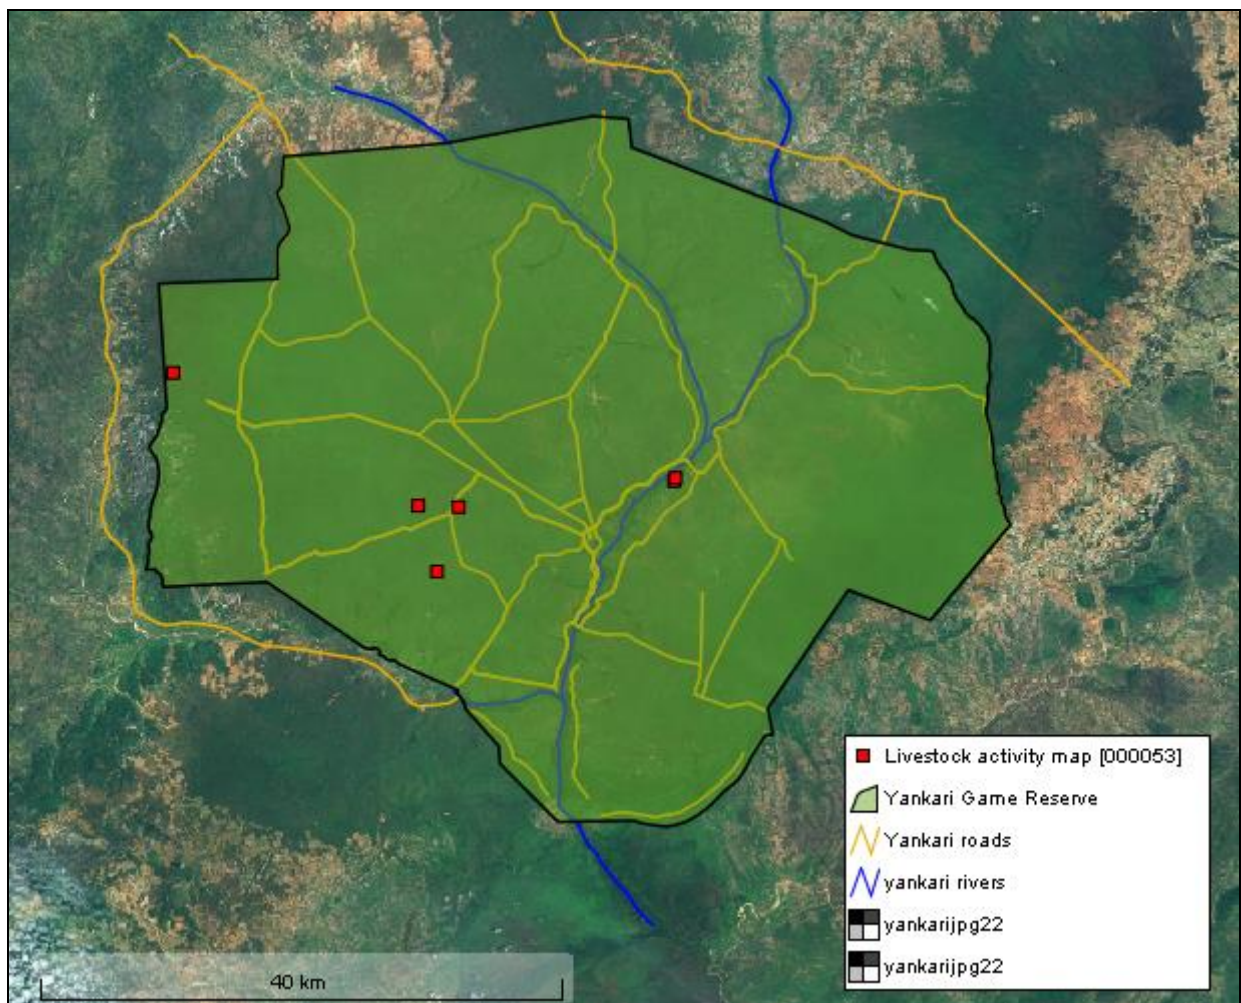 Livestock activity map [000053]
Yankari Game Reserve
Yankari roads
yankari rivers
yankarijpg22
yankarijpg22
40 km